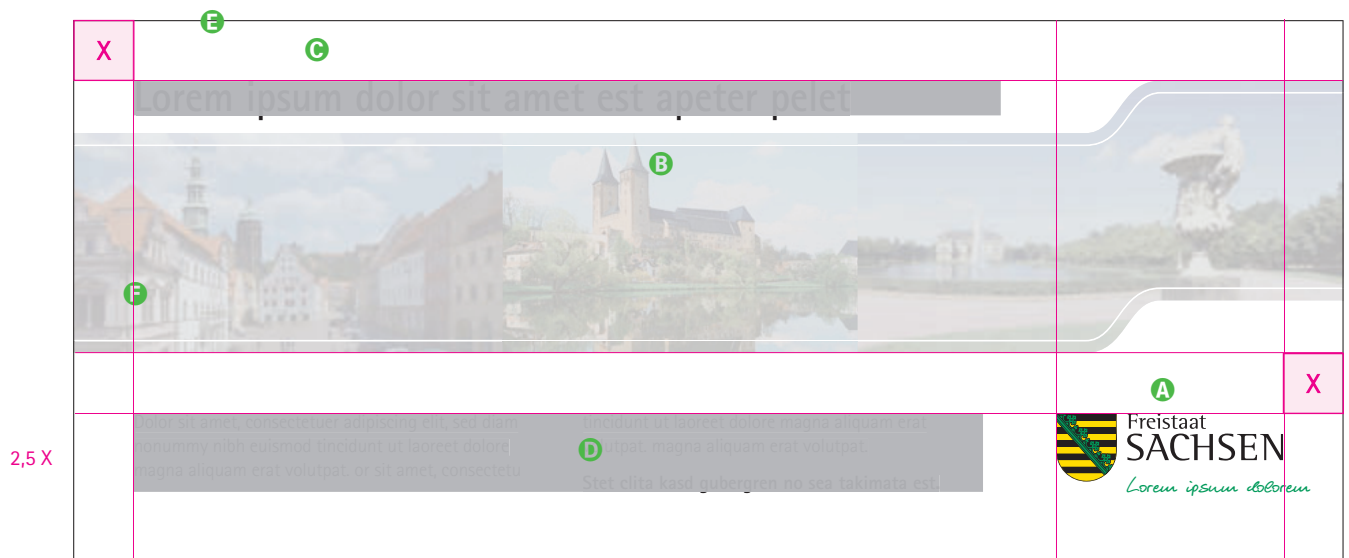 E
X
C
Lorem ipsum dolor sit amet est apeter pelet
B
F
X
A
Dolor sit amet, consectetuer adipiscing elit sed diam
nonummy nibh euismod tincidunt ut laoreet dolore
magna aliquam erat volutpat. or sit amet, consectetu
tincidunt ut laoreet dolore magna aliquam erat
volutpat. magna aliquam erat volutpat.
Stet clita kasd gubergren no sea takimata est.
D
2,5 X
Freistaat
SACHSEN
Lorem ipsum dolorem